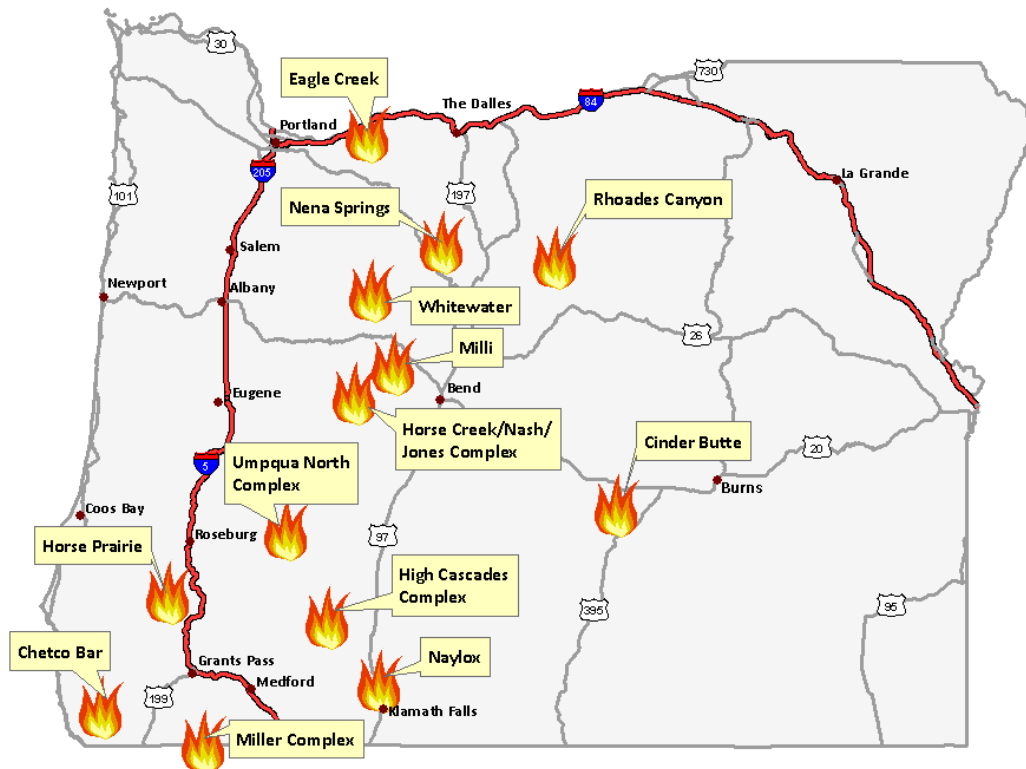 30
730
Eagle Creek
The Dalles
84
Portland
205
La Grande
101
197
Nena Springs
Rhoades Canyon
Salem
Newport
Albany
Whitewater
26
Milli
Eugene
Bend
Horse Creek/Nash/
Jones Complex
Cinder Butte
20
5
Umpqua North
Complex
Burns
Coos Bay
Roseburg
97
Horse Prairie
High Cascades
Complex
395
95
Chetco Bar
Grants Pass
Naylox
Medford
199
Klamath Falls
Miller Complex